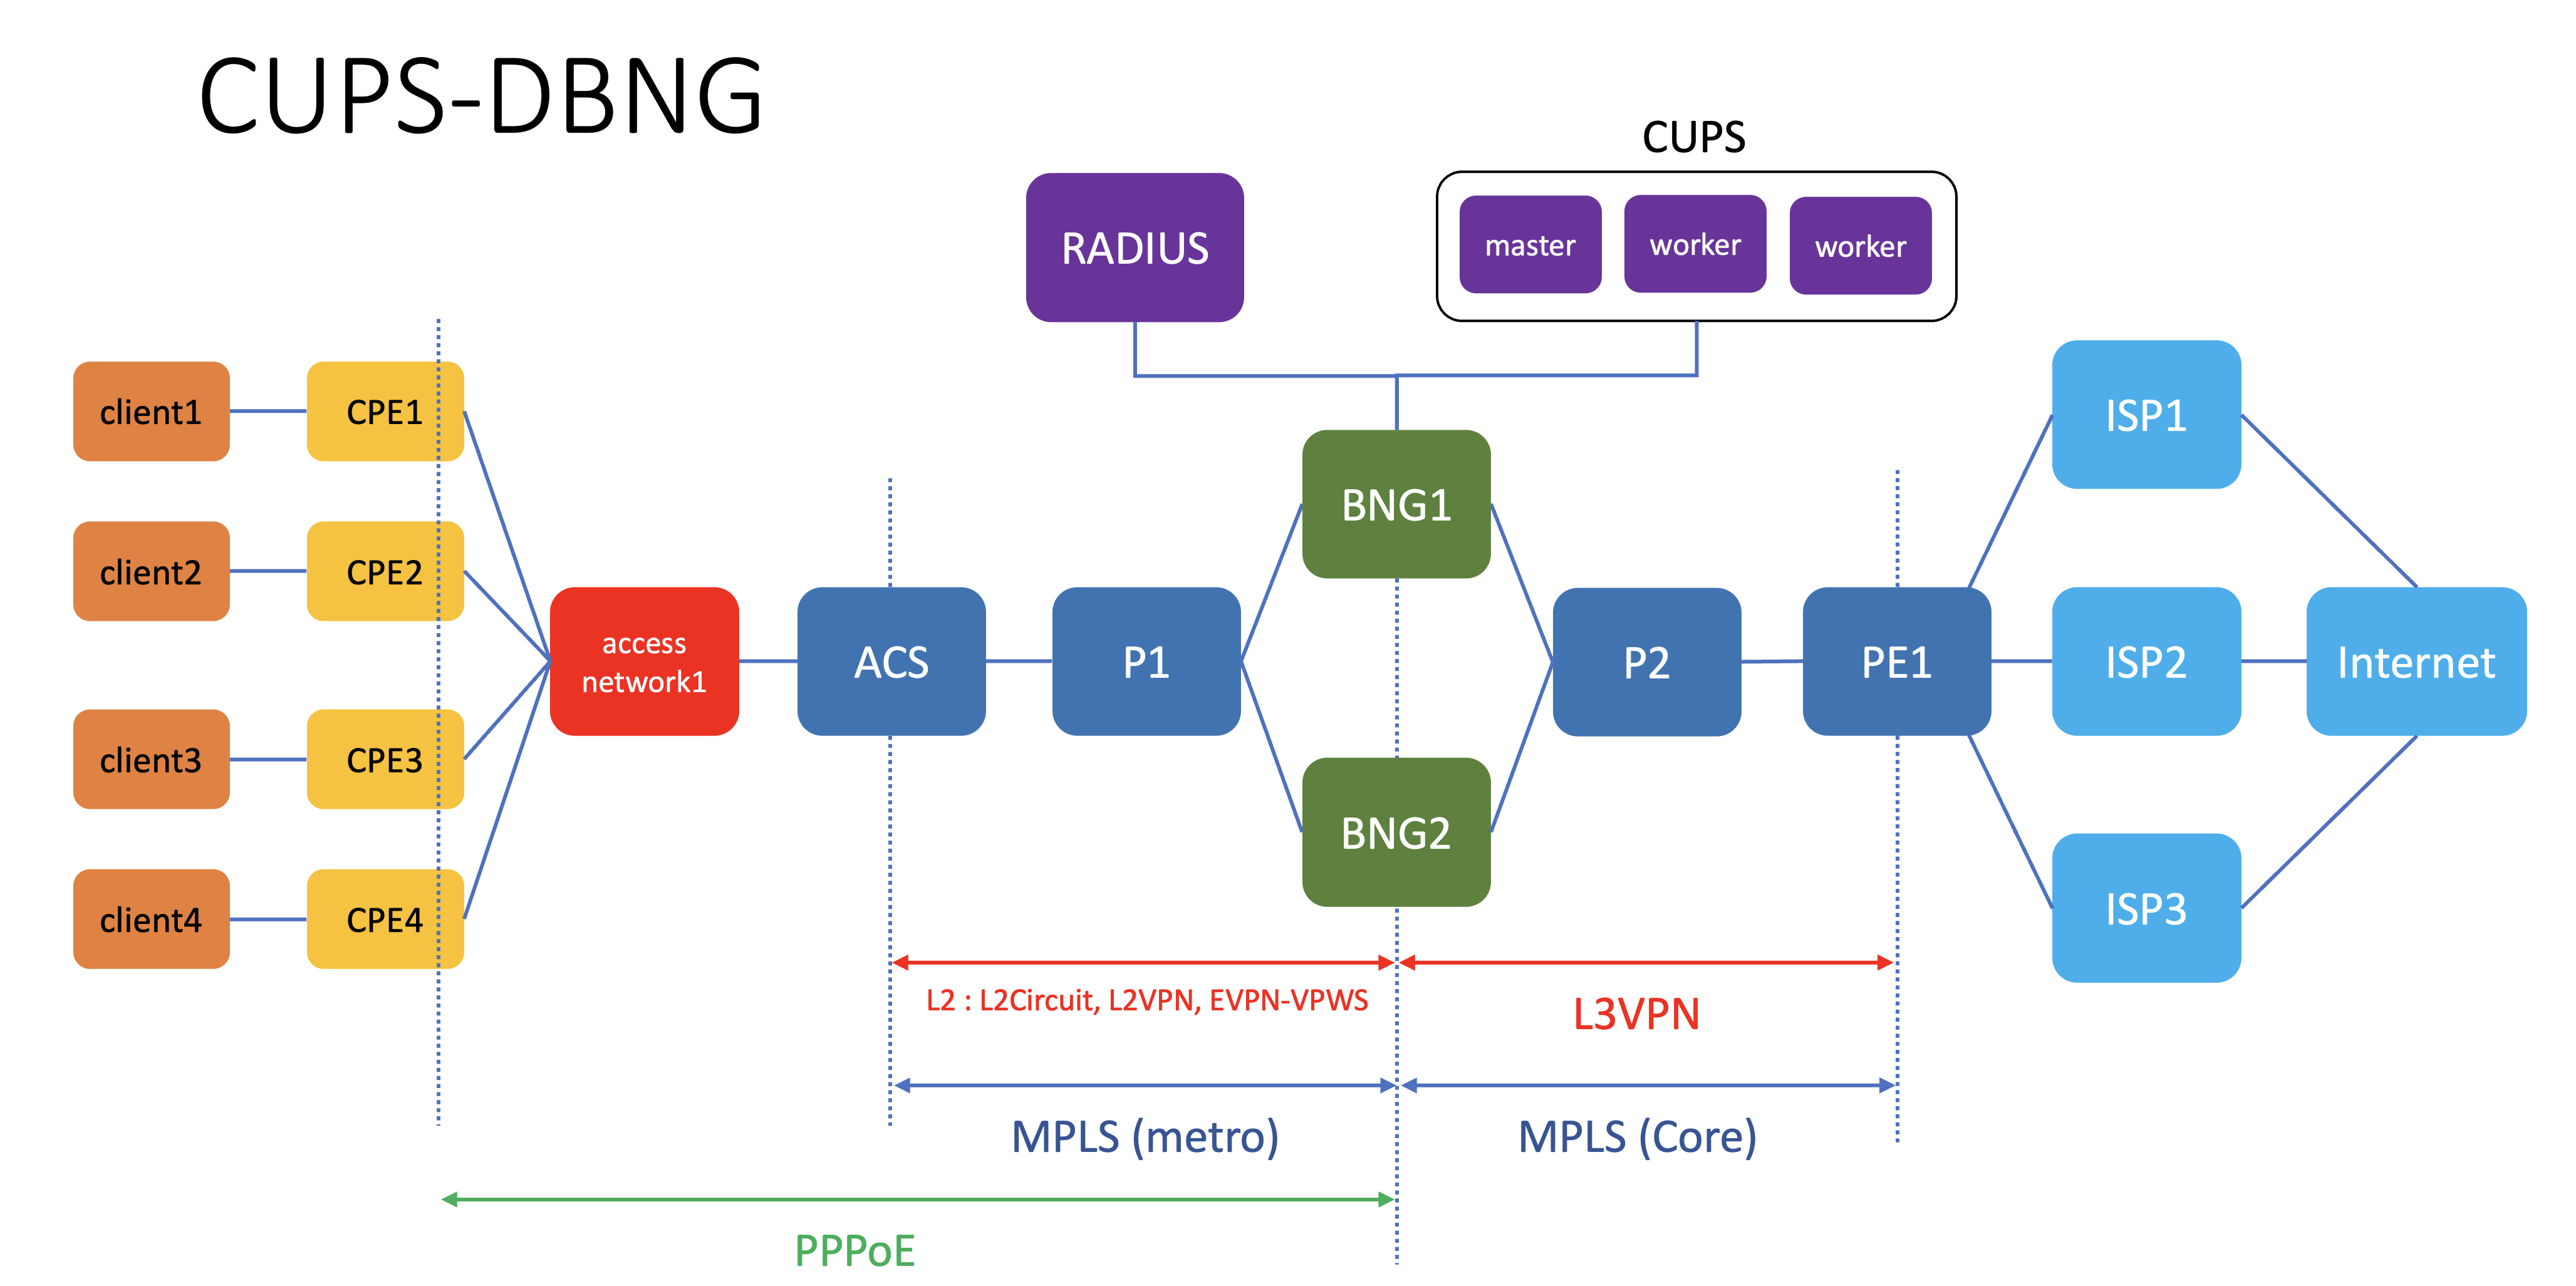 CUPS-DBNG
CUPS
RADIUS
master
worker
worker
client1
CPE1
client2
CPE2
client3
CPE3
client4
CPE4
access
network1
ACS
P1
BNG1
BNG2
P2
PE1
ISP1
ISP2
ISP3
Internet
L2 : L2Circuit, L2VPN, EVPN-VPWS
L3VPN
MPLS (metro)
MPLS (Core)
PPPoE